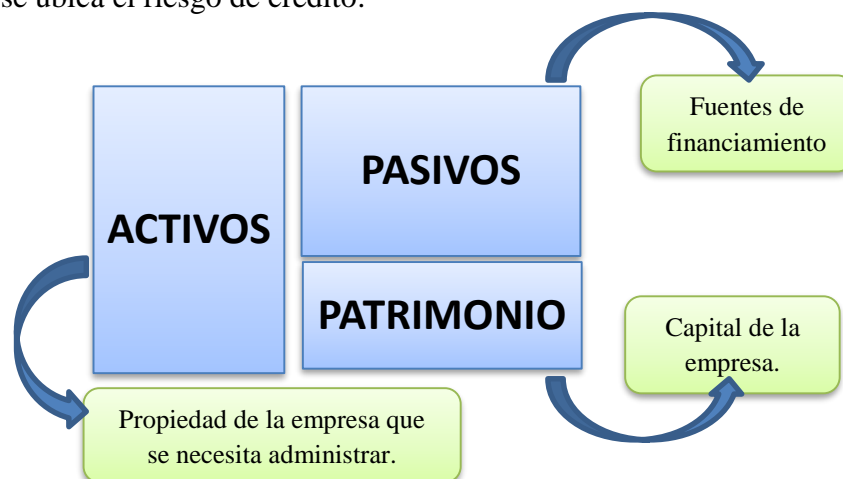 se ubica el riesgo de crédito.
Fuentes de
financiamiento
PASIVOS
ACTIVOS
PATRIMONIO
Capital de la
empresa.
Propiedad de la empresa que
se necesita administrar.